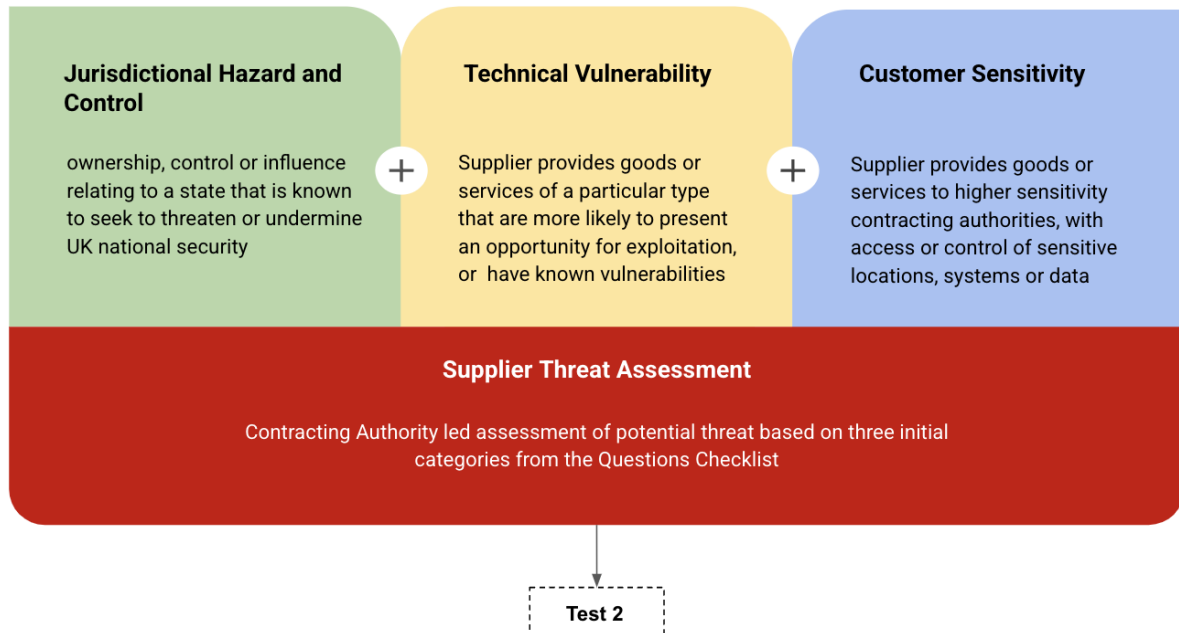 Jurisdictional Hazard and
Control
ownership, control or influence
relating to a state that is known
to seek to threaten or undermine
UK national security
+
Technical Vulnerability
Supplier provides goods or
services of a particular type
that are more likely to present
an opportunity for exploitation,
or have known vulnerabilities
+
Customer Sensitivity
Supplier provides goods or
services to higher sensitivity
contracting authorities, with
access or control of sensitive
locations, systems or data
Supplier Threat Assessment
Contracting Authority led assessment of potential threat based on three initial
categories from the Questions Checklist
Test 2